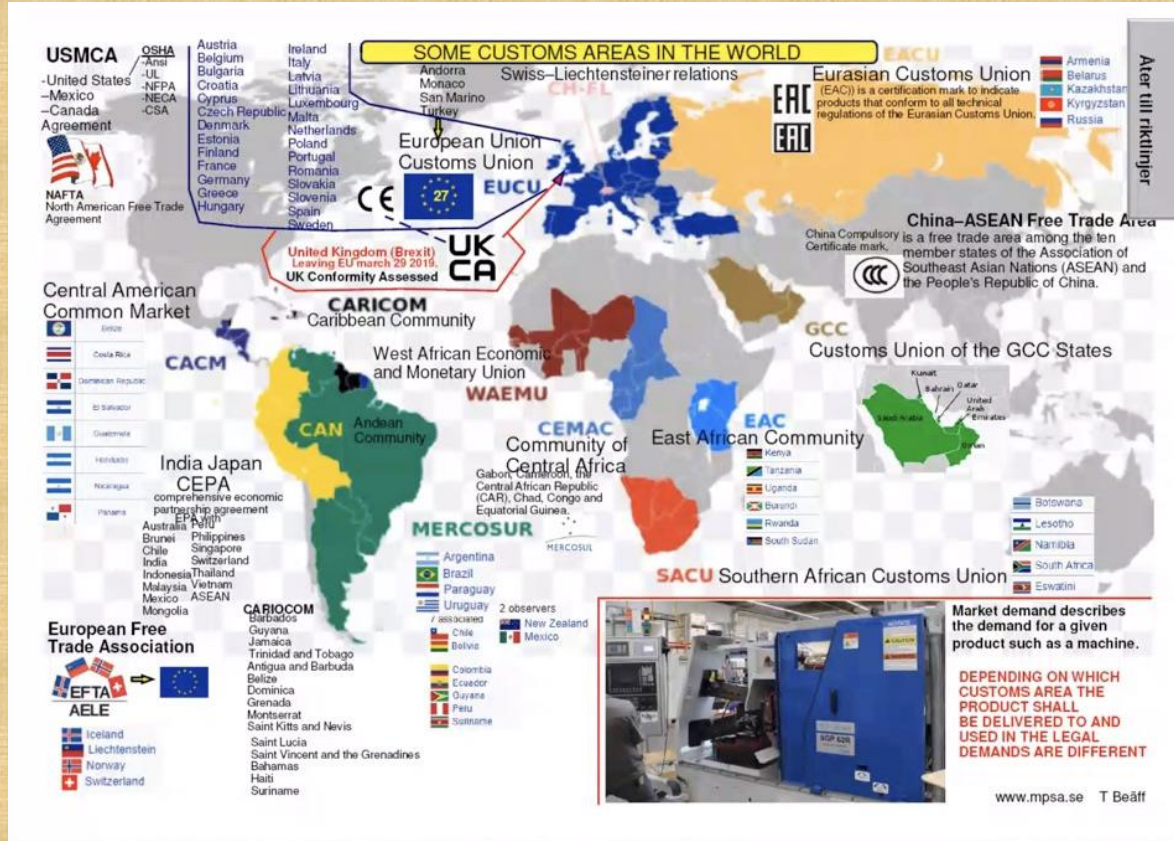 SOME CUSTOMS AREAS IN THE WORLD
Åter till riktlinjer
USMCA
-United States
–Mexico
–Canada
Agreement
OSHA
-Ansi
-UL
-NFPA
-NECA
-CSA
NAFTA
North American Free Trade
Agreement
Austria
Belgium
Bulgaria
Croatia
Cyprus
Czech Republic
Denmark
Estonia
Finland
France
Germany
Greece
Hungary
Ireland
Italy
Latvia
Lithuania
Luxembourg
Malta
Netherlands
Poland
Portugal
Romania
Slovakia
Slovenia
Spain
Sweden
Andorra
Monaco
San Marino
Turkey
European Union
Customs Union
CE
27
EUCU
Swiss–Liechtensteiner relations
CH-FL
EACU
Eurasian Customs Union
(EAC)) is a certification mark to indicate
products that conform to all technical
regulations of the Eurasian Customs Union.
EAC
EAC
Armenia
Belarus
Kazakhstan
Kyrgyzstan
Russia
United Kingdom (Brexit)
Leaving EU march 29 2019.
UK Conformity Assessed
UK
CA
China–ASEAN Free Trade Area
is a free trade area among the ten
member states of the Association of
Southeast Asian Nations (ASEAN) and
the People's Republic of China.
China Compulsory
Certificate mark,
CCC
Central American
Common Market
Belize
Costa Rica
Dominican Republic
El Salvador
Guatemala
Honduras
Nicaragua
Panama
CACM
CARICOM
Caribbean Community
West African Economic
and Monetary Union
WAEMU
GCC
Customs Union of the GCC States
Kuwait
Bahrain
Qatar
United
Arab
Emirates
Saudi Arabia
Oman
CAN
Andean
Community
CEMAC
Community of
Central Africa
Gabon, Cameroon, the
Central African Republic
(CAR), Chad, Congo and
Equatorial Guinea.
EAC
East African Community
Kenya
Tanzania
Uganda
Burundi
Rwanda
South Sudan
India Japan
CEPA
comprehensive economic
partnership agreement
EPA with
Australia
Brunei
Chile
India
Indonesia
Malaysia
Mexico
Mongolia
Peru
Philippines
Singapore
Switzerland
Thailand
Vietnam
ASEAN
MERCOSUR
MERCOSUL
Argentina
Brazil
Paraguay
Uruguay
7 associated
Chile
Bolivia
Colombia
Ecuador
Guyana
Peru
Suriname
2 observers
New Zealand
Mexico
SACU
Southern African Customs Union
Botswana
Lesotho
Namibia
South Africa
Eswatini
European Free
Trade Association
EFTA
AELE
Iceland
Liechtenstein
Norway
Switzerland
CARIOCOM
Barbados
Guyana
Jamaica
Trinidad and Tobago
Antigua and Barbuda
Belize
Dominica
Grenada
Montserrat
Saint Kitts and Nevis
Saint Lucia
Saint Vincent and the Grenadines
Bahamas
Haiti
Suriname
CAUTION
Market demand describes
the demand for a given
product such as a machine.
DEPENDING ON WHICH
CUSTOMS AREA THE
PRODUCT SHALL
BE DELIVERED TO AND
USED IN THE LEGAL
DEMANDS ARE DIFFERENT
www.mpsa.se T Beäff